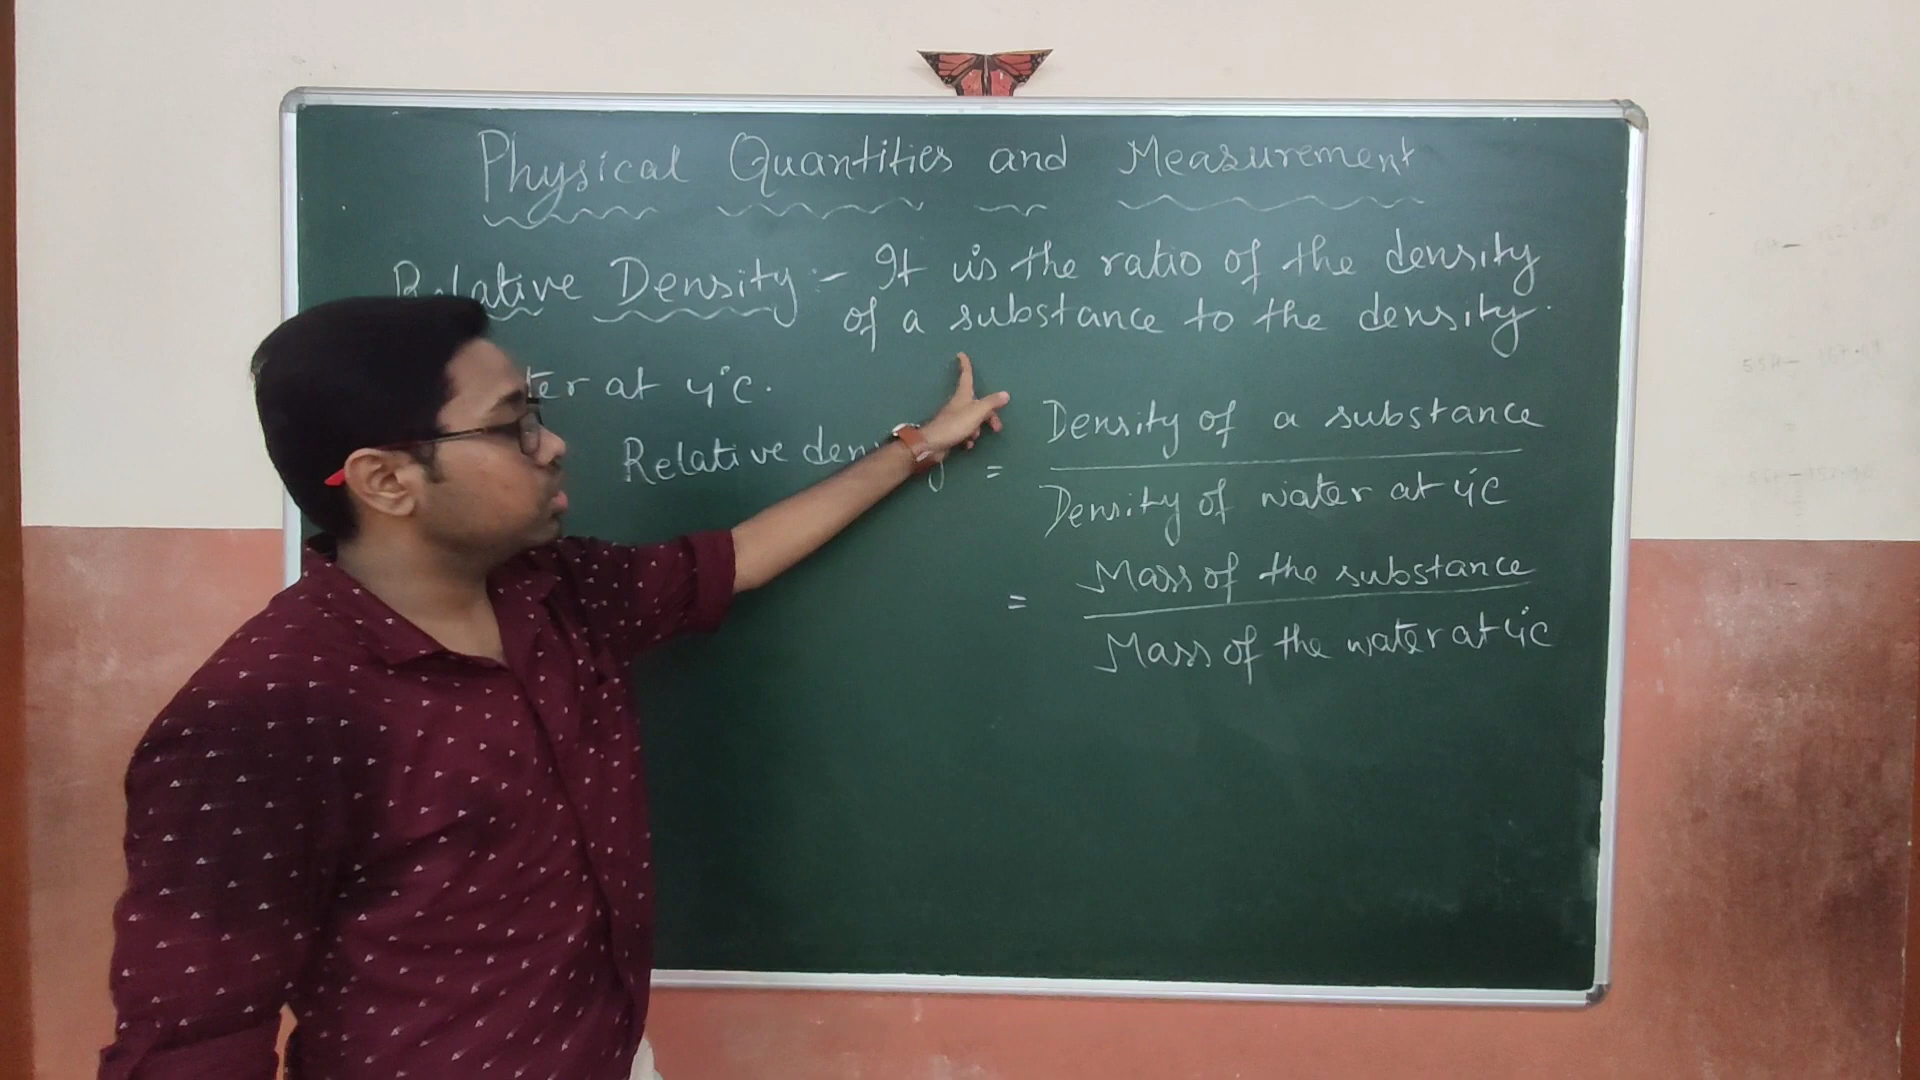 Physical Quantities and Measurement
Relative Density :- It is the ratio of the density
of a substance to the density
ter at 4°C.
Relative density = Density of a substance
Density of water at 4°C
= Mass of the substance
Mass of the water at 4°C